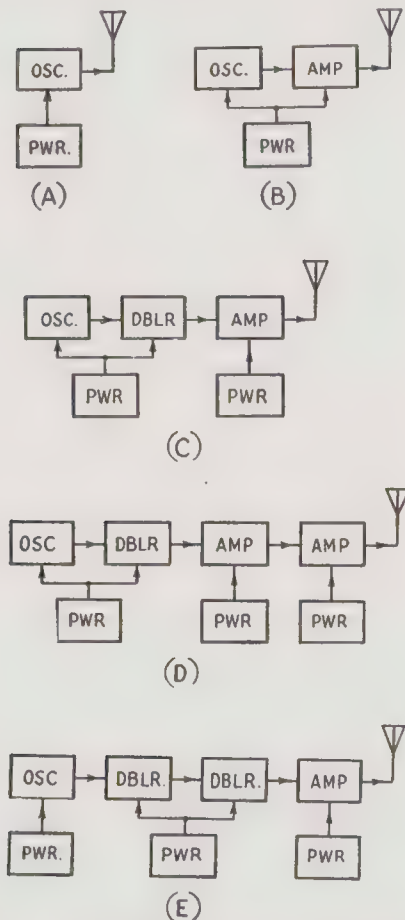 OSC.
PWR.
(A)
OSC. AMP
PWR
(B)
OSC. DBLR AMP
PWR PWR
(C)
OSC DBLR AMP AMP
PWR PWR PWR
(D)
OSC DBLR. DBLR. AMP
PWR. PWR PWR
(E)